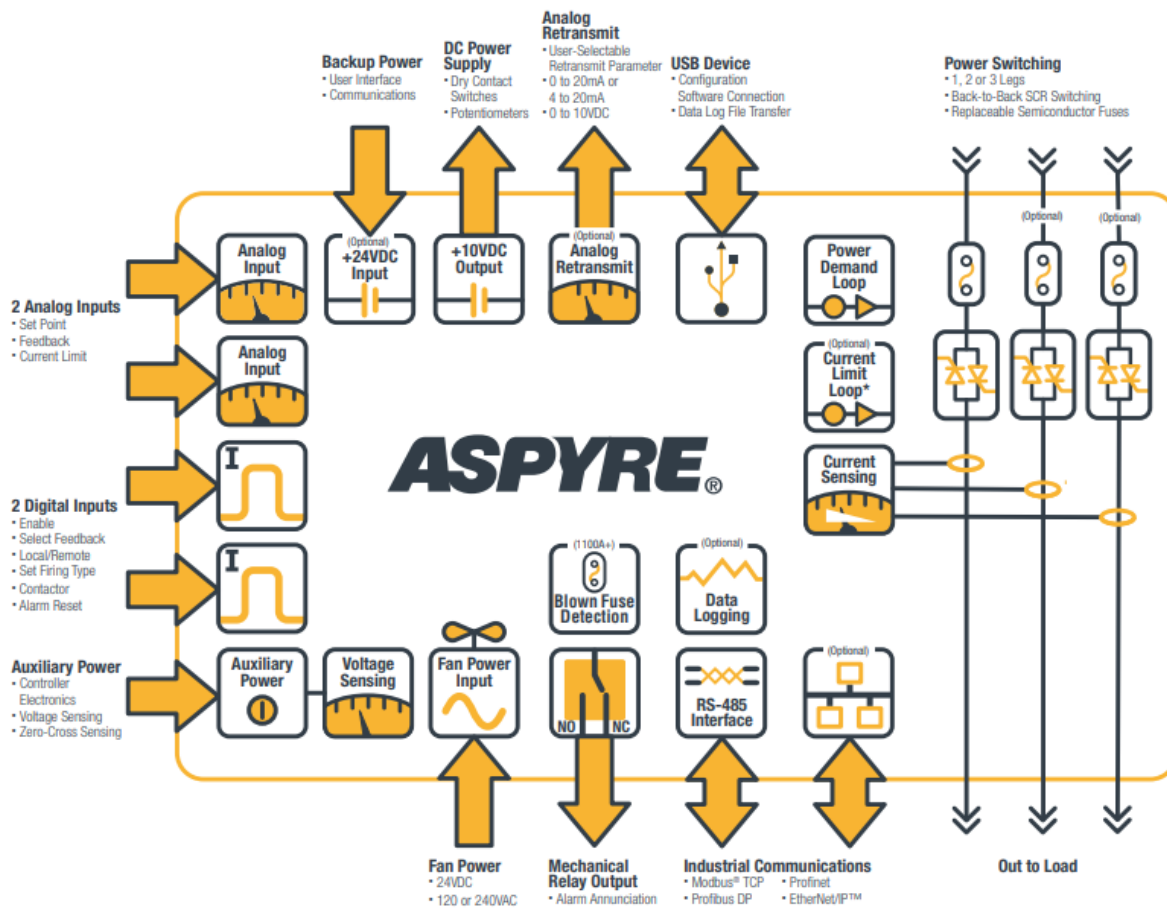 Analog
Retransmit
• User-Selectable
Retransmit Parameter
• 0 to 20mA or
4 to 20mA
• 0 to 10VDC
DC Power
Supply
• Dry Contact
Switches
• Potentiometers
Backup Power
• User Interface
• Communications
USB Device
• Configuration
Software Connection
• Data Log File Transfer
Power Switching
• 1, 2 or 3 Legs
• Back-to-Back SCR Switching
• Replaceable Semiconductor Fuses
(Optional)
(Optional)
2 Analog Inputs
• Set Point
• Feedback
• Current Limit
Analog
Input
(Optional)
+24VDC
Input
+10VDC
Output
(Optional)
Analog
Retransmit
Power
Demand
Loop
Analog
Input
(Optional)
Current
Limit
Loop*
ASPYRE®
Current
Sensing
2 Digital Inputs
• Enable
• Select Feedback
• Local/Remote
• Set Firing Type
• Contactor
• Alarm Reset
I
I
(1100A+)
Blown Fuse
Detection
(Optional)
Data
Logging
Auxiliary Power
• Controller
Electronics
• Voltage Sensing
• Zero-Cross Sensing
Auxiliary
Power
Voltage
Sensing
Fan Power
Input
NO NC
RS-485
Interface
(Optional)
Fan Power
• 24VDC
• 120 or 240VAC
Mechanical
Relay Output
• Alarm Annunciation
Industrial Communications
• Modbus® TCP
• Profibus DP
• Profinet
• EtherNet/IP™
Out to Load